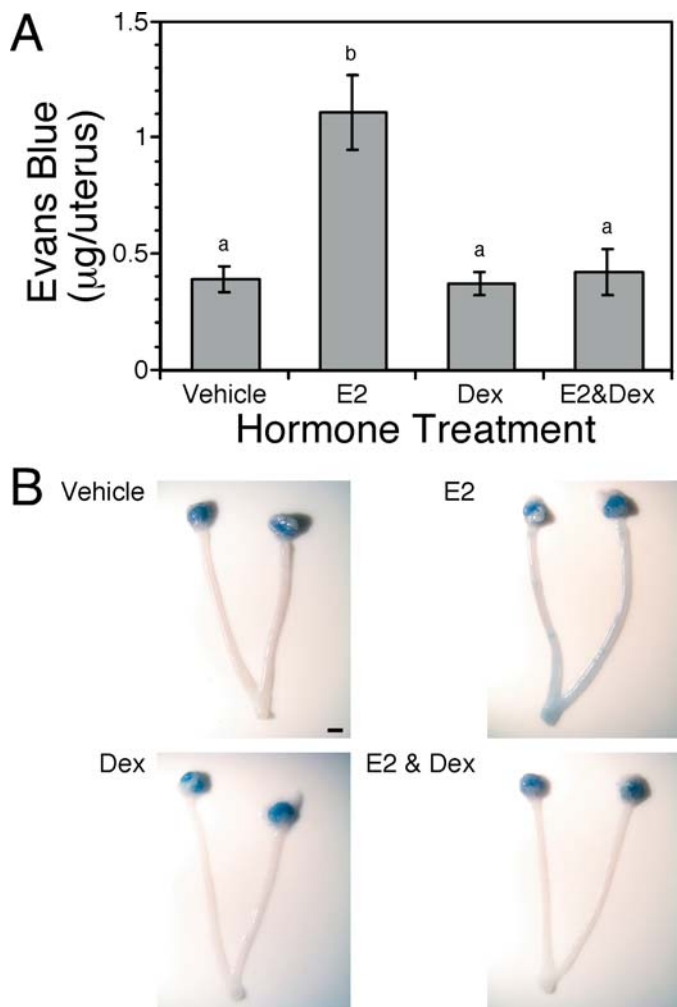 A
Evans Blue
(μg/uterus)
1.5
1
0.5
0
a
b
a
a
Vehicle E2 Dex E2&Dex
Hormone Treatment
B
Vehicle E2
Dex E2 & Dex